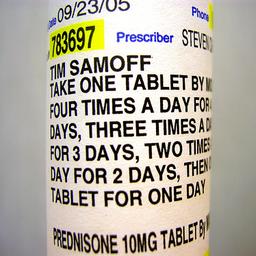 09/23/05 Phone
783697 Prescriber STEVEN
TIM SAMOFF
TAKE ONE TABLET BY
FOUR TIMES A DAY FOR
DAYS, THREE TIMES A
FOR 3 DAYS, TWO TIMES
DAY FOR 2 DAYS, THEN
TABLET FOR ONE DAY
PREDNISONE 10MG TABLET By